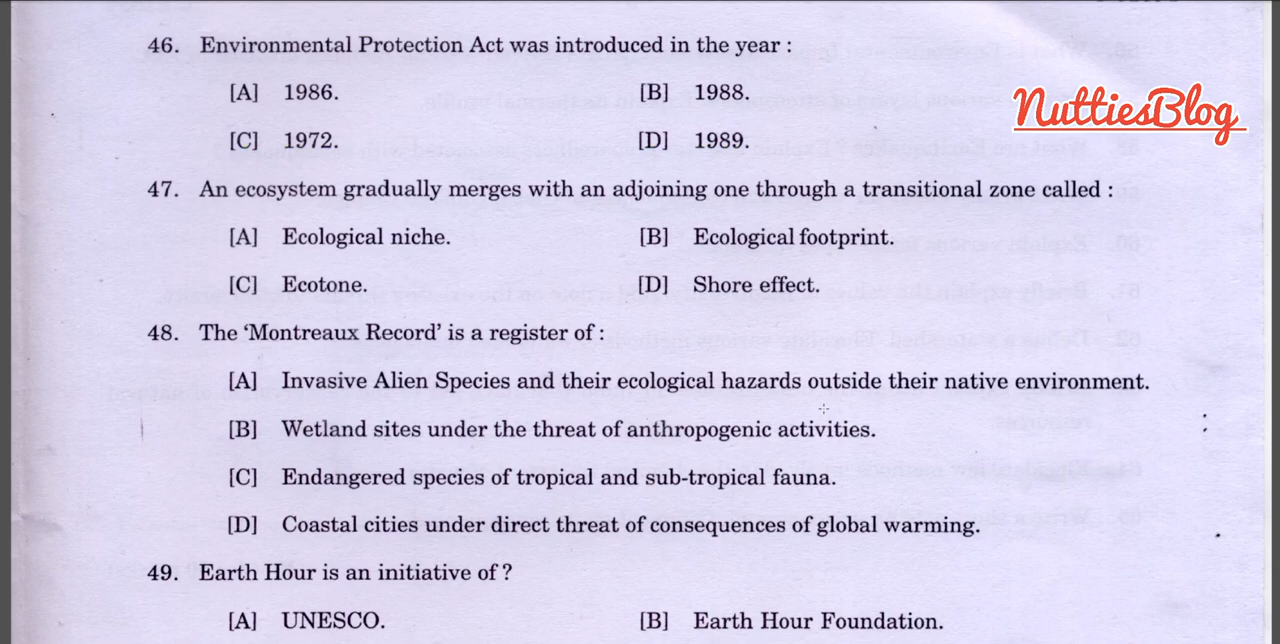 46. Environmental Protection Act was introduced in the year :
[A] 1986. [B] 1988.
[C] 1972. [D] 1989.
NuttiesBlog
47. An ecosystem gradually merges with an adjoining one through a transitional zone called :
[A] Ecological niche. [B] Ecological footprint.
[C] Ecotone. [D] Shore effect.
48. The ‘Montreaux Record’ is a register of :
[A] Invasive Alien Species and their ecological hazards outside their native environment.
[B] Wetland sites under the threat of anthropogenic activities.
[C] Endangered species of tropical and sub-tropical fauna.
[D] Coastal cities under direct threat of consequences of global warming.
49. Earth Hour is an initiative of ?
[A] UNESCO. [B] Earth Hour Foundation.